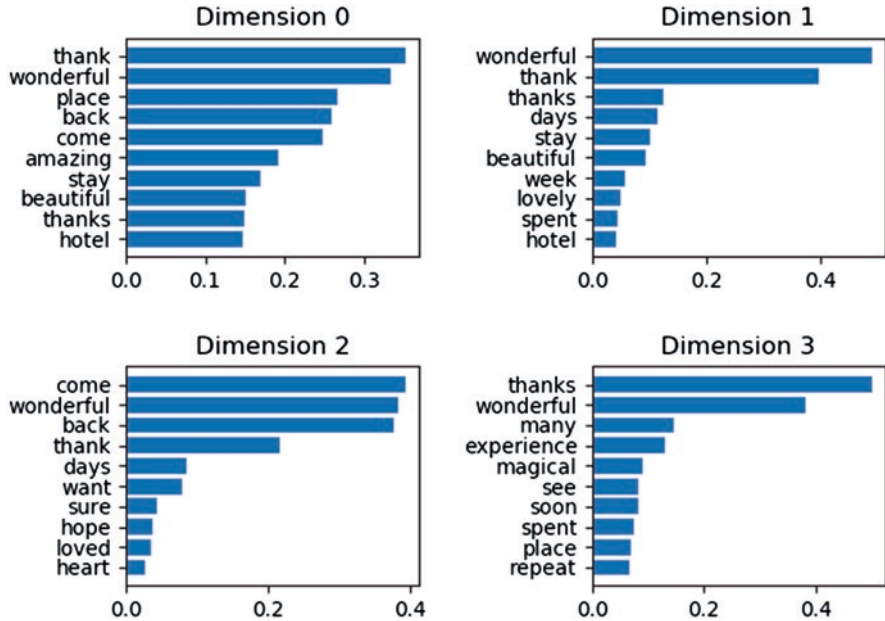 Dimension 0
thank
wonderful
place
back
come
amazing
stay
beautiful
thanks
hotel
0.0 0.1 0.2 0.3
Dimension 1
wonderful
thank
thanks
days
stay
beautiful
week
lovely
spent
hotel
0.0 0.2 0.4
Dimension 2
come
wonderful
back
thank
days
want
sure
hope
loved
heart
0.0 0.2 0.4
Dimension 3
thanks
wonderful
many
experience
magical
see
soon
spent
place
repeat
0.0 0.2 0.4